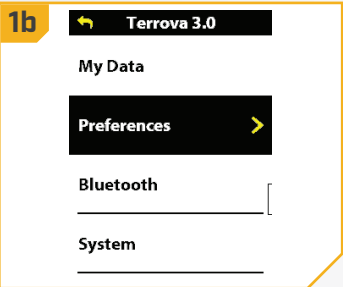 1b
Terrova 3.0
My Data
Preferences
Bluetooth
System